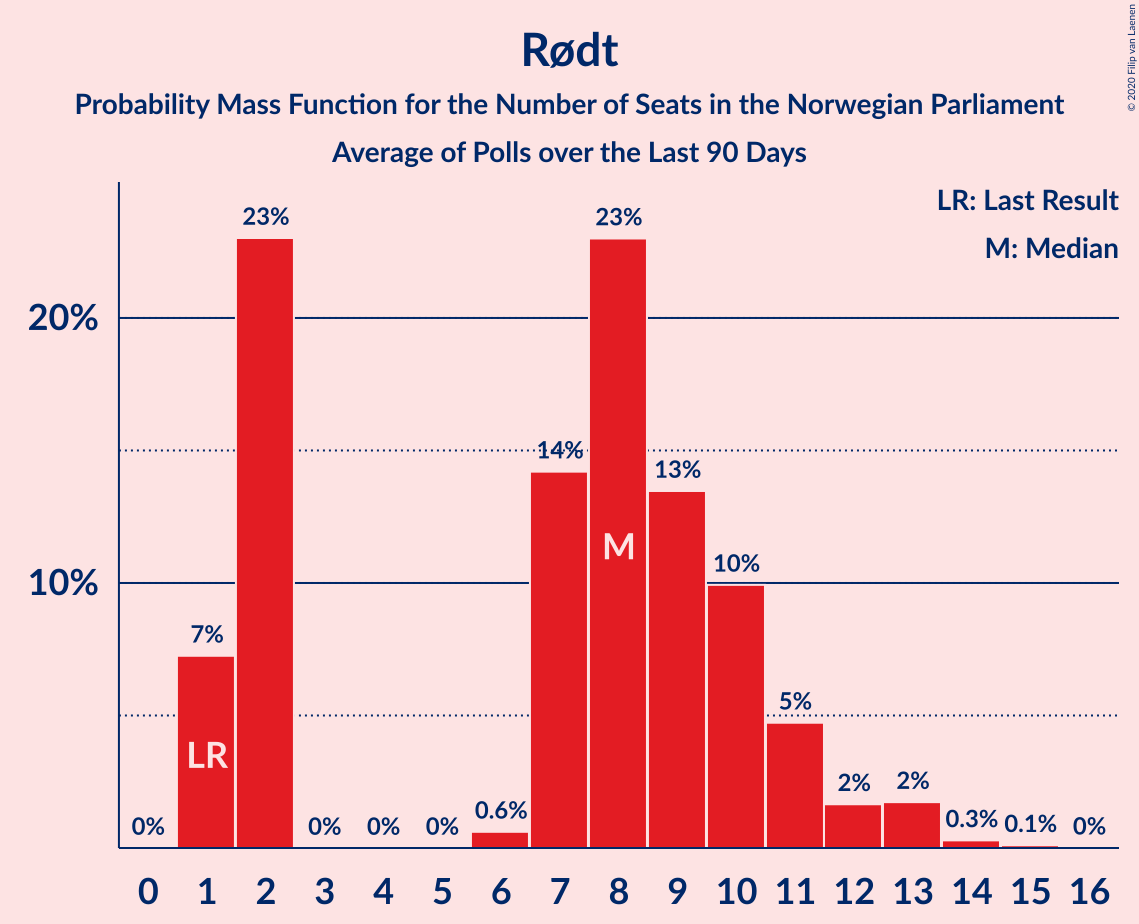 Rødt
Probability Mass Function for the Number of Seats in the Norwegian Parliament
Average of Polls over the Last 90 Days
© 2020 Filip van Laenen
LR: Last Result
M: Median
23%
23%
20%
14%
13%
10%
10%
7%
5%
M
LR
2%
2%
0%
0%
0%
0%
0.6%
0.3%
0.1%
0%
0 1 2 3 4 5 6 7 8 9 10 11 12 13 14 15 16